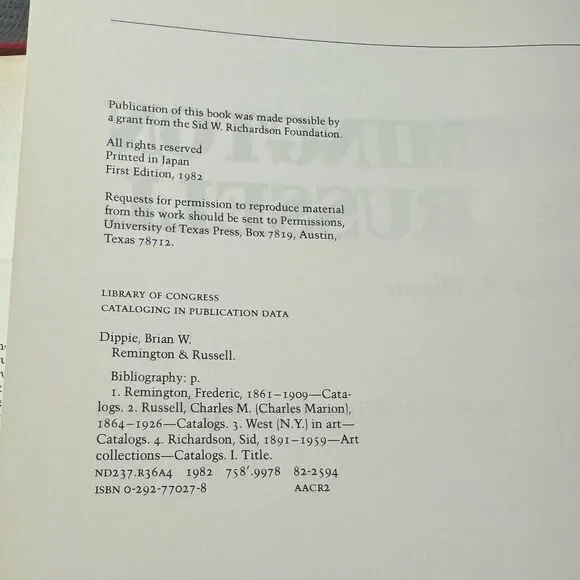 Publication of this book was made possible by
a grant from the Sid W. Richardson Foundation.
All rights reserved
Printed in Japan
First Edition, 1982
Requests for permission to reproduce material
from this work should be sent to Permissions,
University of Texas Press, Box 7819, Austin,
Texas 78712.
LIBRARY OF CONGRESS
CATALOGING IN PUBLICATION DATA
Dippie, Brian W.
Remington & Russell.
Bibliography: p.
1. Remington, Frederic, 1861–1909—Cata-
logs. 2. Russell, Charles M. (Charles Marion),
1864–1926—Catalogs. 3. West (N.Y.) in art—
Catalogs. 4. Richardson, Sid, 1891–1959—Art
collections—Catalogs. I. Title.
ND237.R36A4 1982 758'.9978 82-2594
ISBN 0-292-77027-8 AACR2